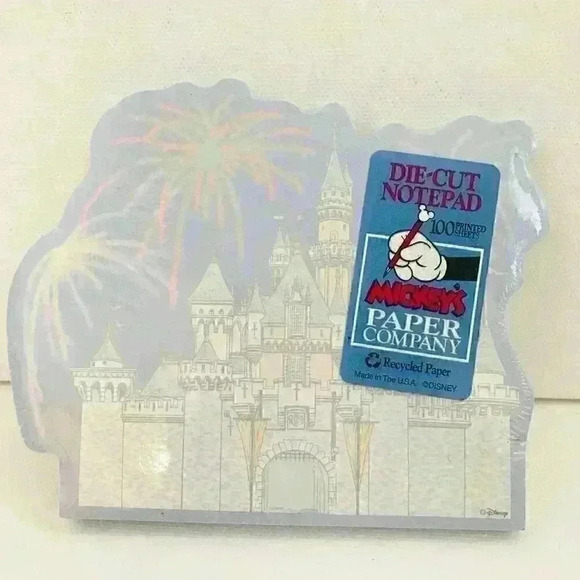 DIE-CUT
NOTEPAD
100 PRINTED SHEETS
MICKEY'S
PAPER
COMPANY
Recycled Paper
Made in The U.S.A. ©DISNEY
©Disney